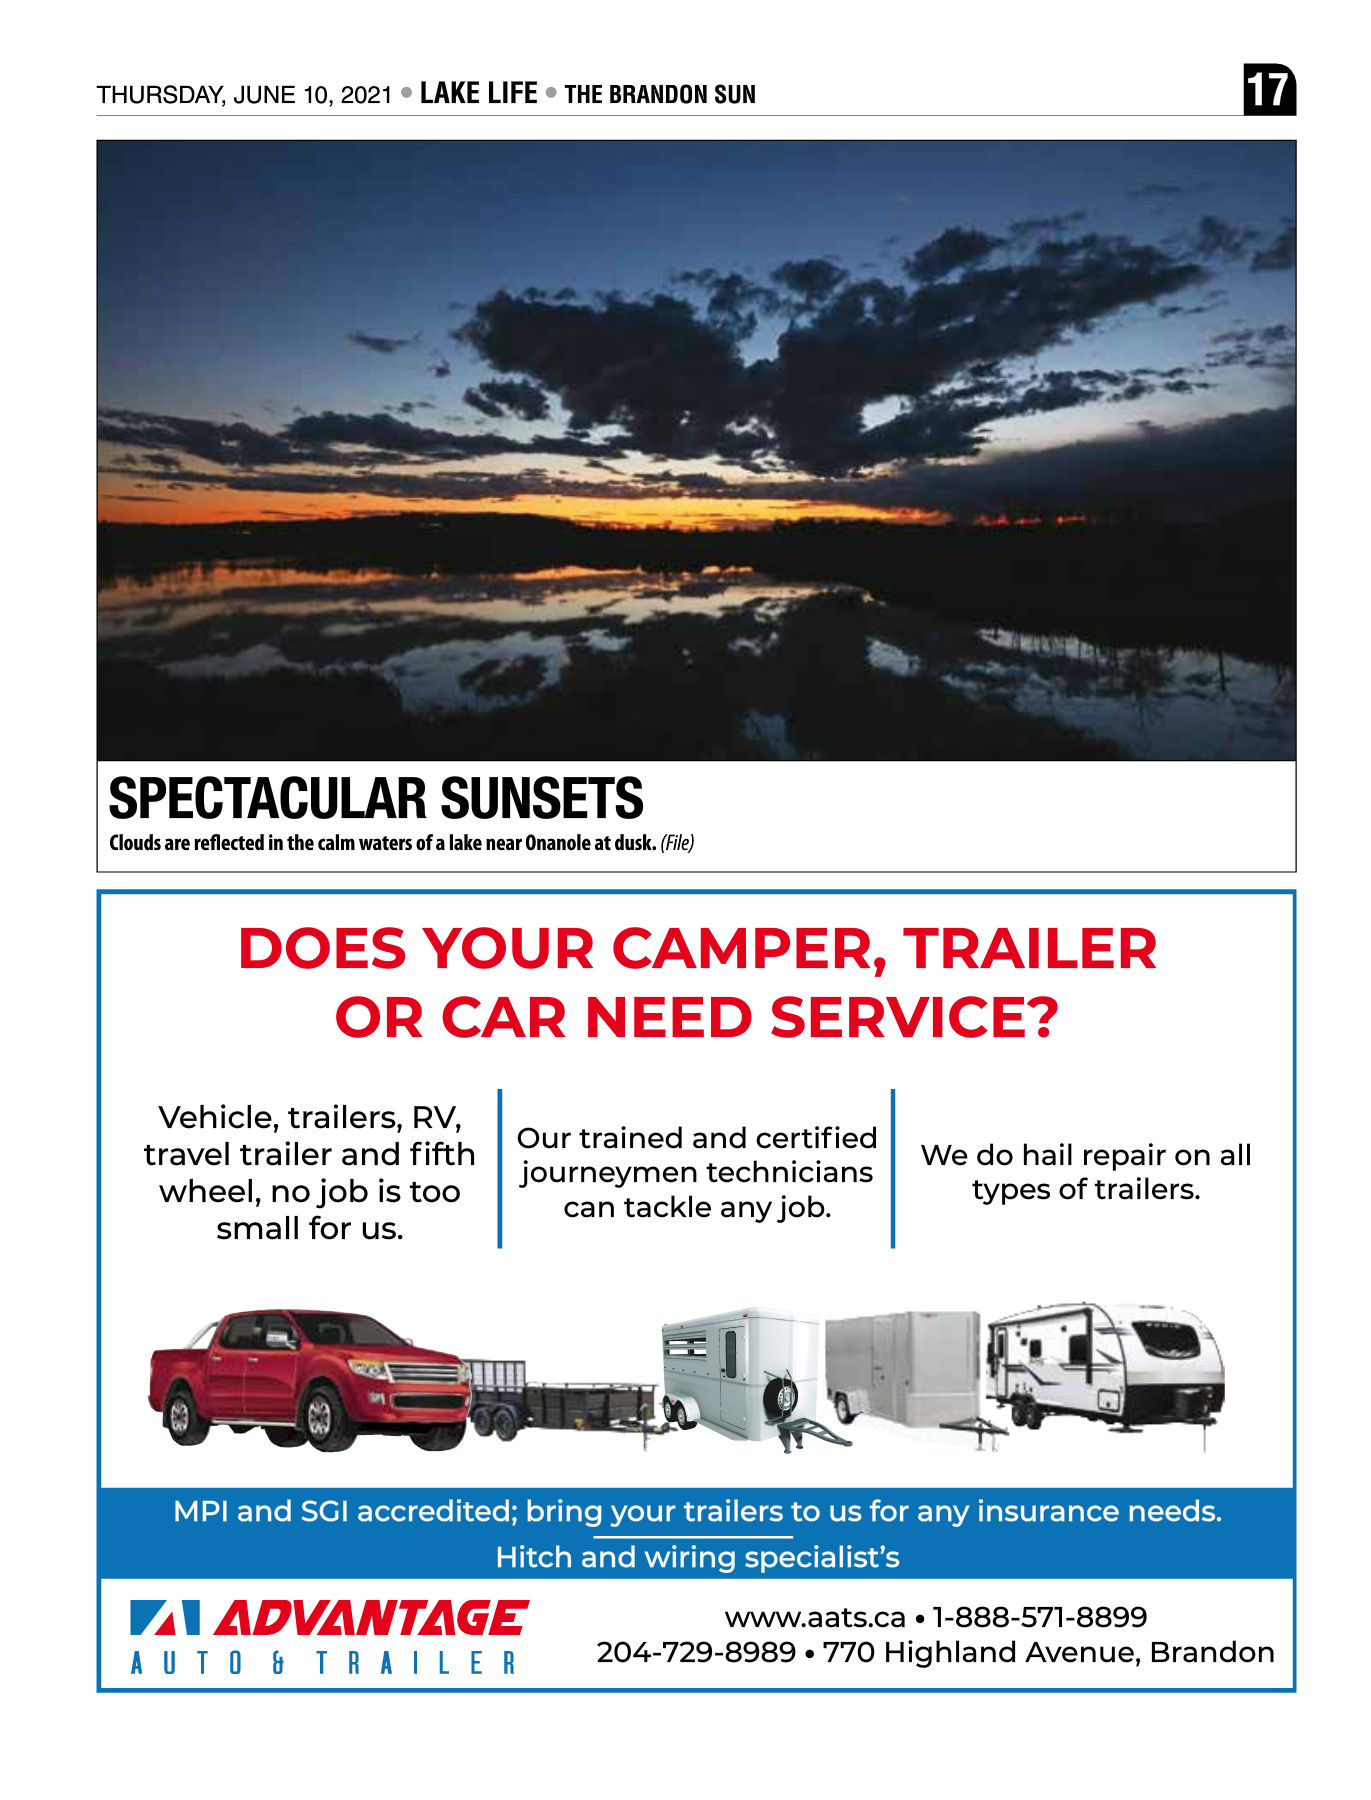 THURSDAY, JUNE 10, 2021 • LAKE LIFE • THE BRANDON SUN
17
SPECTACULAR SUNSETS
Clouds are reflected in the calm waters of a lake near Onanole at dusk. (File)
DOES YOUR CAMPER, TRAILER
OR CAR NEED SERVICE?
Vehicle, trailers, RV,
travel trailer and fifth
wheel, no job is too
small for us.
Our trained and certified
journeymen technicians
can tackle any job.
We do hail repair on all
types of trailers.
MPI and SGI accredited; bring your trailers to us for any insurance needs.
Hitch and wiring specialist’s
ADVANTAGE
AUTO & TRAILER
www.aats.ca • 1-888-571-8899
204-729-8989 • 770 Highland Avenue, Brandon